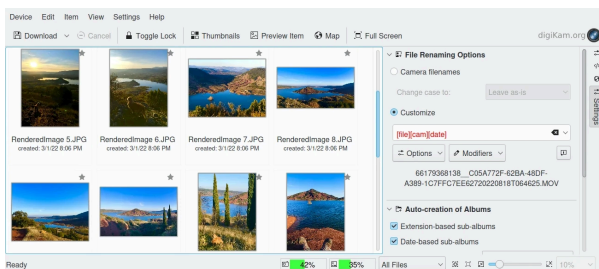 Device Edit Item View Settings Help
Download Cancel Toggle Lock Thumbnails Preview Item Map Full Screen digiKam.org
File Renaming Options
Camera filenames
Change case to: Leave as-is
Customize
[file][cam][date]
Options Modifiers
66179368138__C05A772F-62BA-48DF-
A389-1C7FFC7EE62720220818T064625.MOV
Auto-creation of Albums
Extension-based sub-albums
Date-based sub-albums
Settings
RenderedImage 5.JPG RenderedImage 6.JPG RenderedImage 7.JPG RenderedImage 8.JPG
created: 3/1/22 8:06 PM created: 3/1/22 8:06 PM created: 3/1/22 8:06 PM created: 3/1/22 8:06 PM
Ready 42% 35% All Files 10%